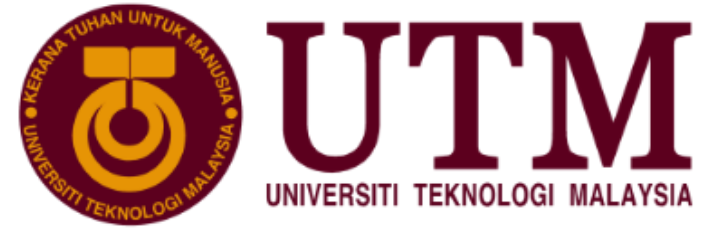 KERANA TUHAN UNTUK MANUSIA
UNIVERSITI TEKNOLOGI MALAYSIA
UTM
UNIVERSITI TEKNOLOGI MALAYSIA